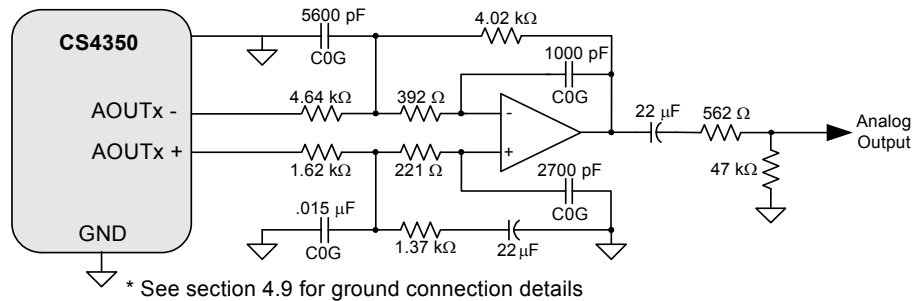 5600 pF
C0G
4.02 kΩ
CS4350
1000 pF
C0G
AOUTx -
4.64 kΩ
392 Ω
-
22 µF
562 Ω
Analog
Output
AOUTx +
1.62 kΩ
221 Ω
+
2700 pF
C0G
47 kΩ
.015 µF
C0G
1.37 kΩ
22 µF
GND
* See section 4.9 for ground connection details